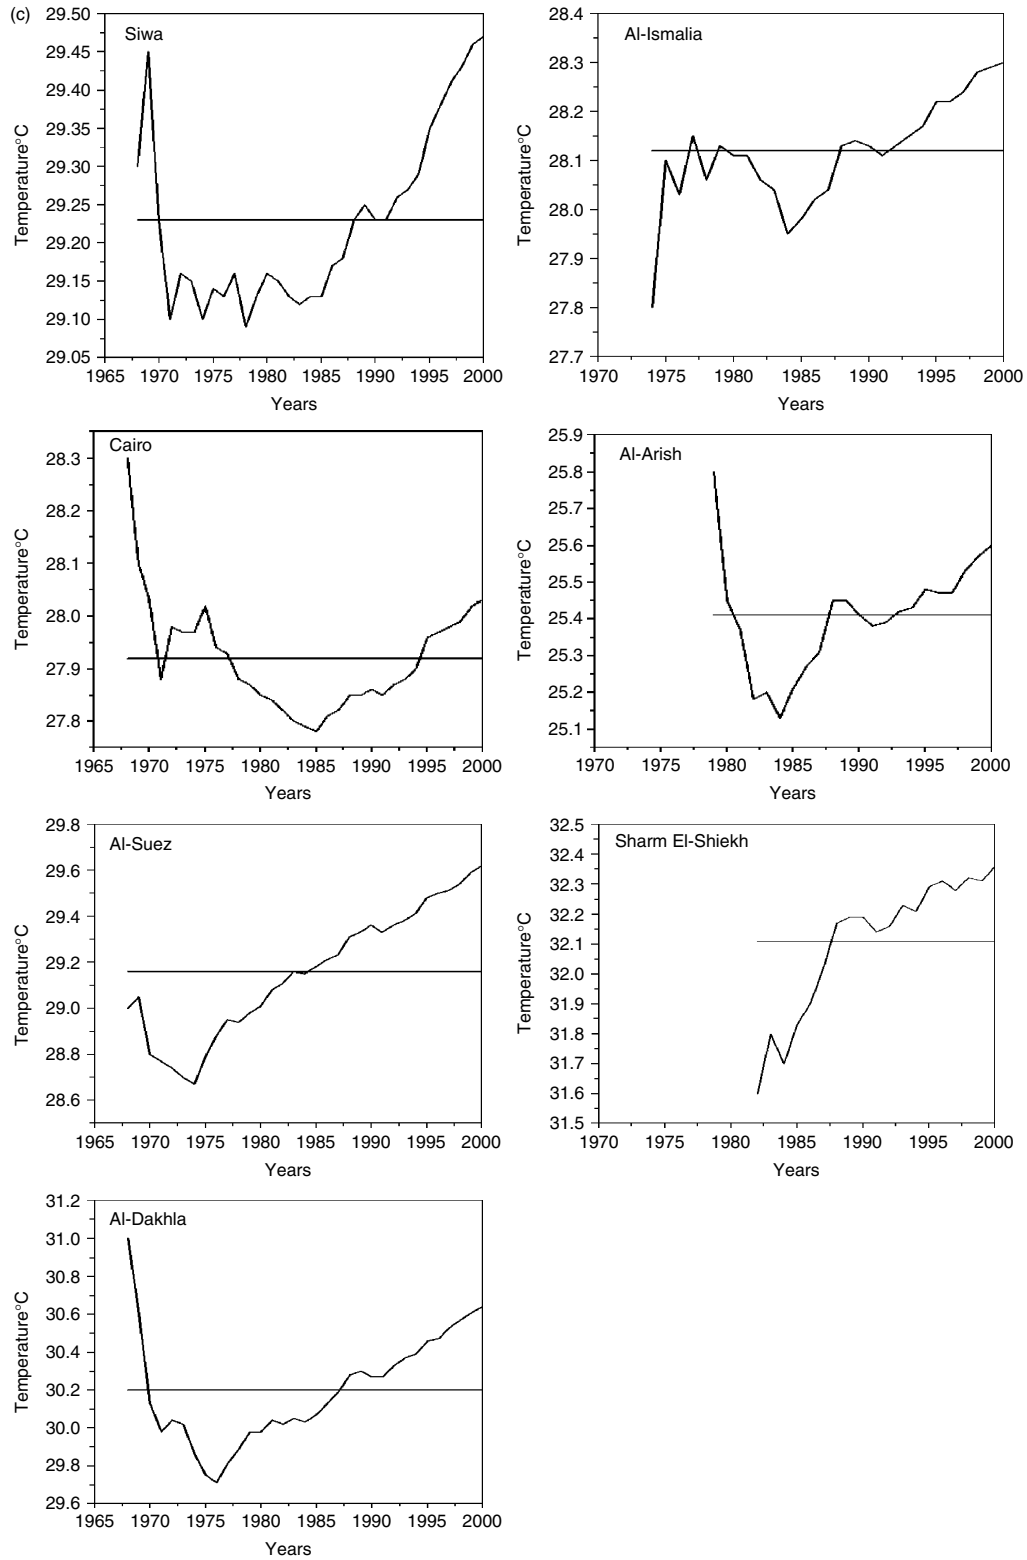 (c)
Siwa
Temperature°C
29.50
29.45
29.40
29.35
29.30
29.25
29.20
29.15
29.10
29.05
1965 1970 1975 1980 1985 1990 1995 2000
Years
Al-Ismalia
Temperature°C
28.4
28.3
28.2
28.1
28.0
27.9
27.8
27.7
1970 1975 1980 1985 1990 1995 2000
Years
Cairo
Temperature°C
28.3
28.2
28.1
28.0
27.9
27.8
1965 1970 1975 1980 1985 1990 1995 2000
Years
Al-Arish
Temperature°C
25.9
25.8
25.7
25.6
25.5
25.4
25.3
25.2
25.1
1970 1975 1980 1985 1990 1995 2000
Years
Al-Suez
Temperature°C
29.8
29.6
29.4
29.2
29.0
28.8
28.6
1965 1970 1975 1980 1985 1990 1995 2000
Years
Sharm El-Shiekh
Temperature°C
32.5
32.4
32.3
32.2
32.1
32.0
31.9
31.8
31.7
31.6
31.5
1970 1975 1980 1985 1990 1995 2000
Years
Al-Dakhla
Temperature°C
31.2
31.0
30.8
30.6
30.4
30.2
30.0
29.8
29.6
1965 1970 1975 1980 1985 1990 1995 2000
Years